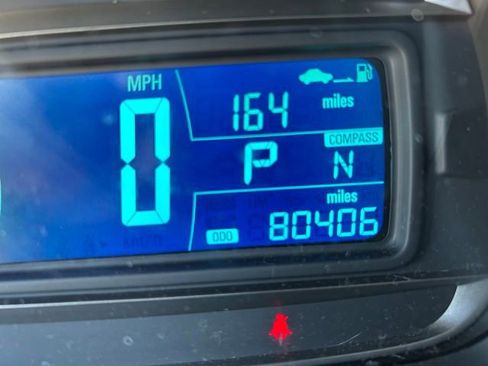 MPH
0
164 miles
COMPASS
P N
miles
ODO 80406